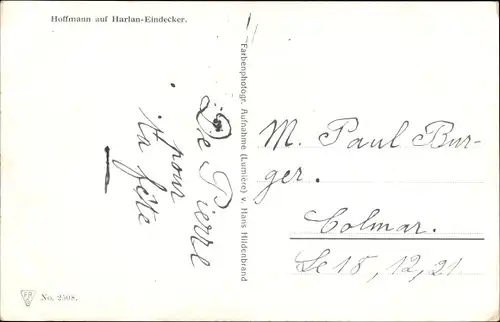 Hoffmann auf Harlan-Eindecker.
De Pierre
pour
ta fête
Farbenphotogr. Aufnahme (Lumière) v. Hans Hildenbrand
M. Paul Bur-
ger.
Colmar.
Le 18, 12, 21.
No. 2508.